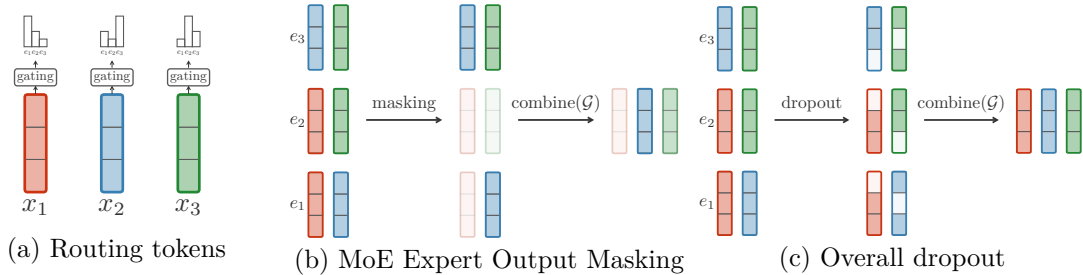 e1e2e3 e1e2e3 e1e2e3
gating gating gating
x1 x2 x3
(a) Routing tokens
e3
e2 masking combine(𝒢)
e1
(b) MoE Expert Output Masking
e3
e2 dropout combine(𝒢)
e1
(c) Overall dropout